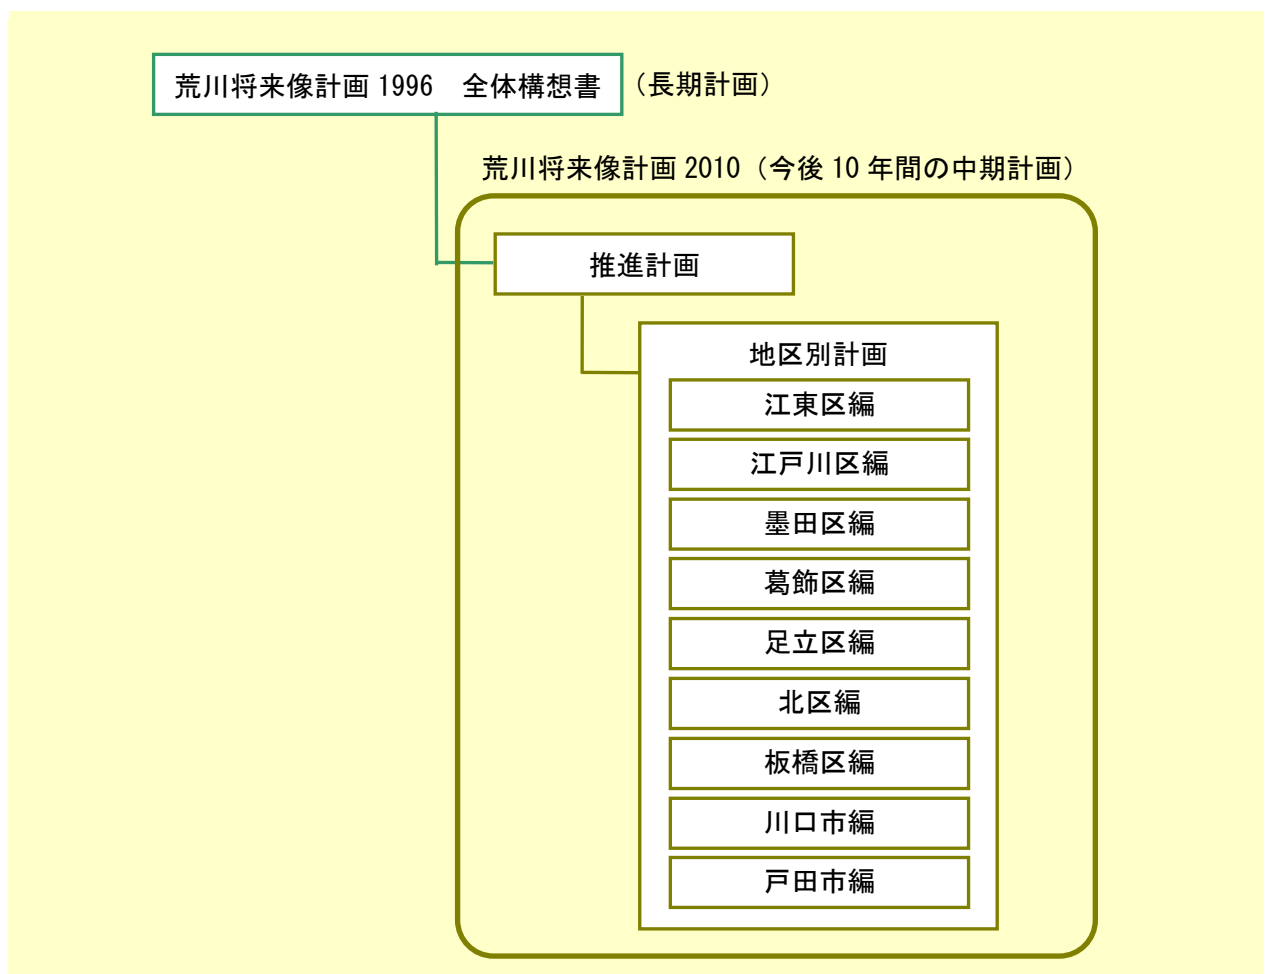 荒川将来像計画 1996　全体構想書 （長期計画）
荒川将来像計画 2010（今後 10 年間の中期計画）
推進計画
地区別計画
江東区編
江戸川区編
墨田区編
葛飾区編
足立区編
北区編
板橋区編
川口市編
戸田市編